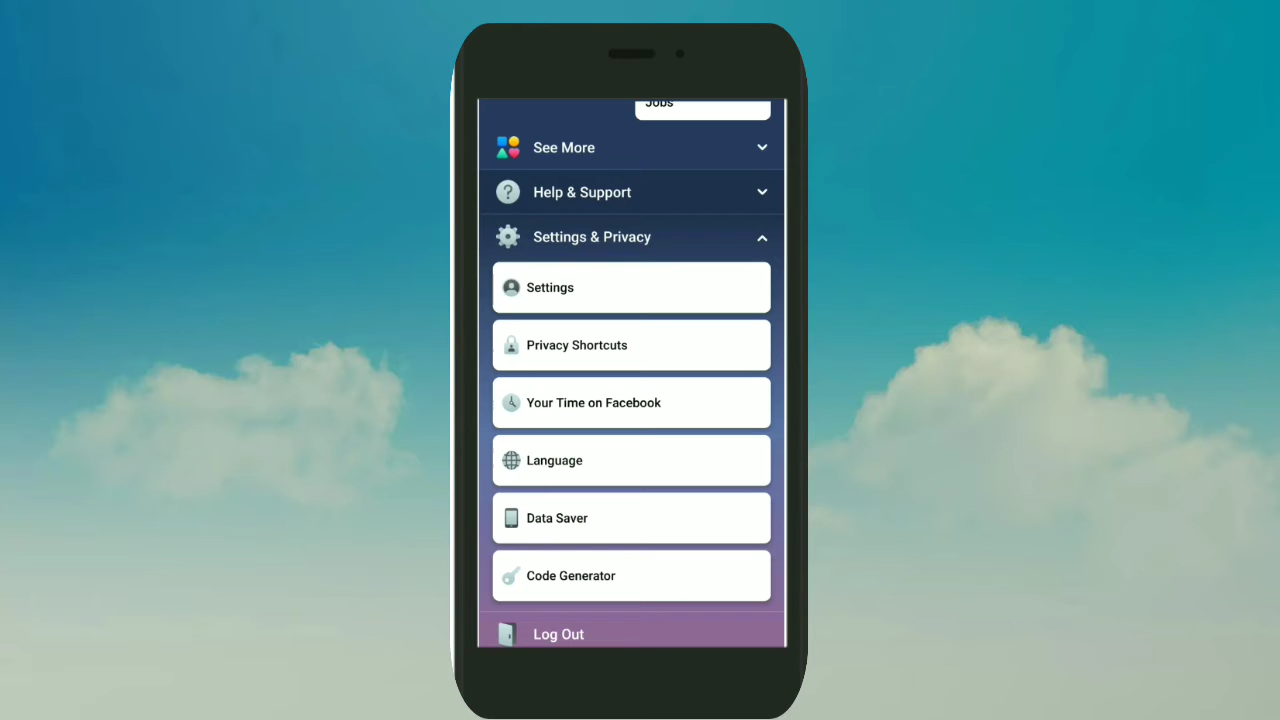 Jobs
See More
Help & Support
Settings & Privacy
Settings
Privacy Shortcuts
Your Time on Facebook
Language
Data Saver
Code Generator
Log Out